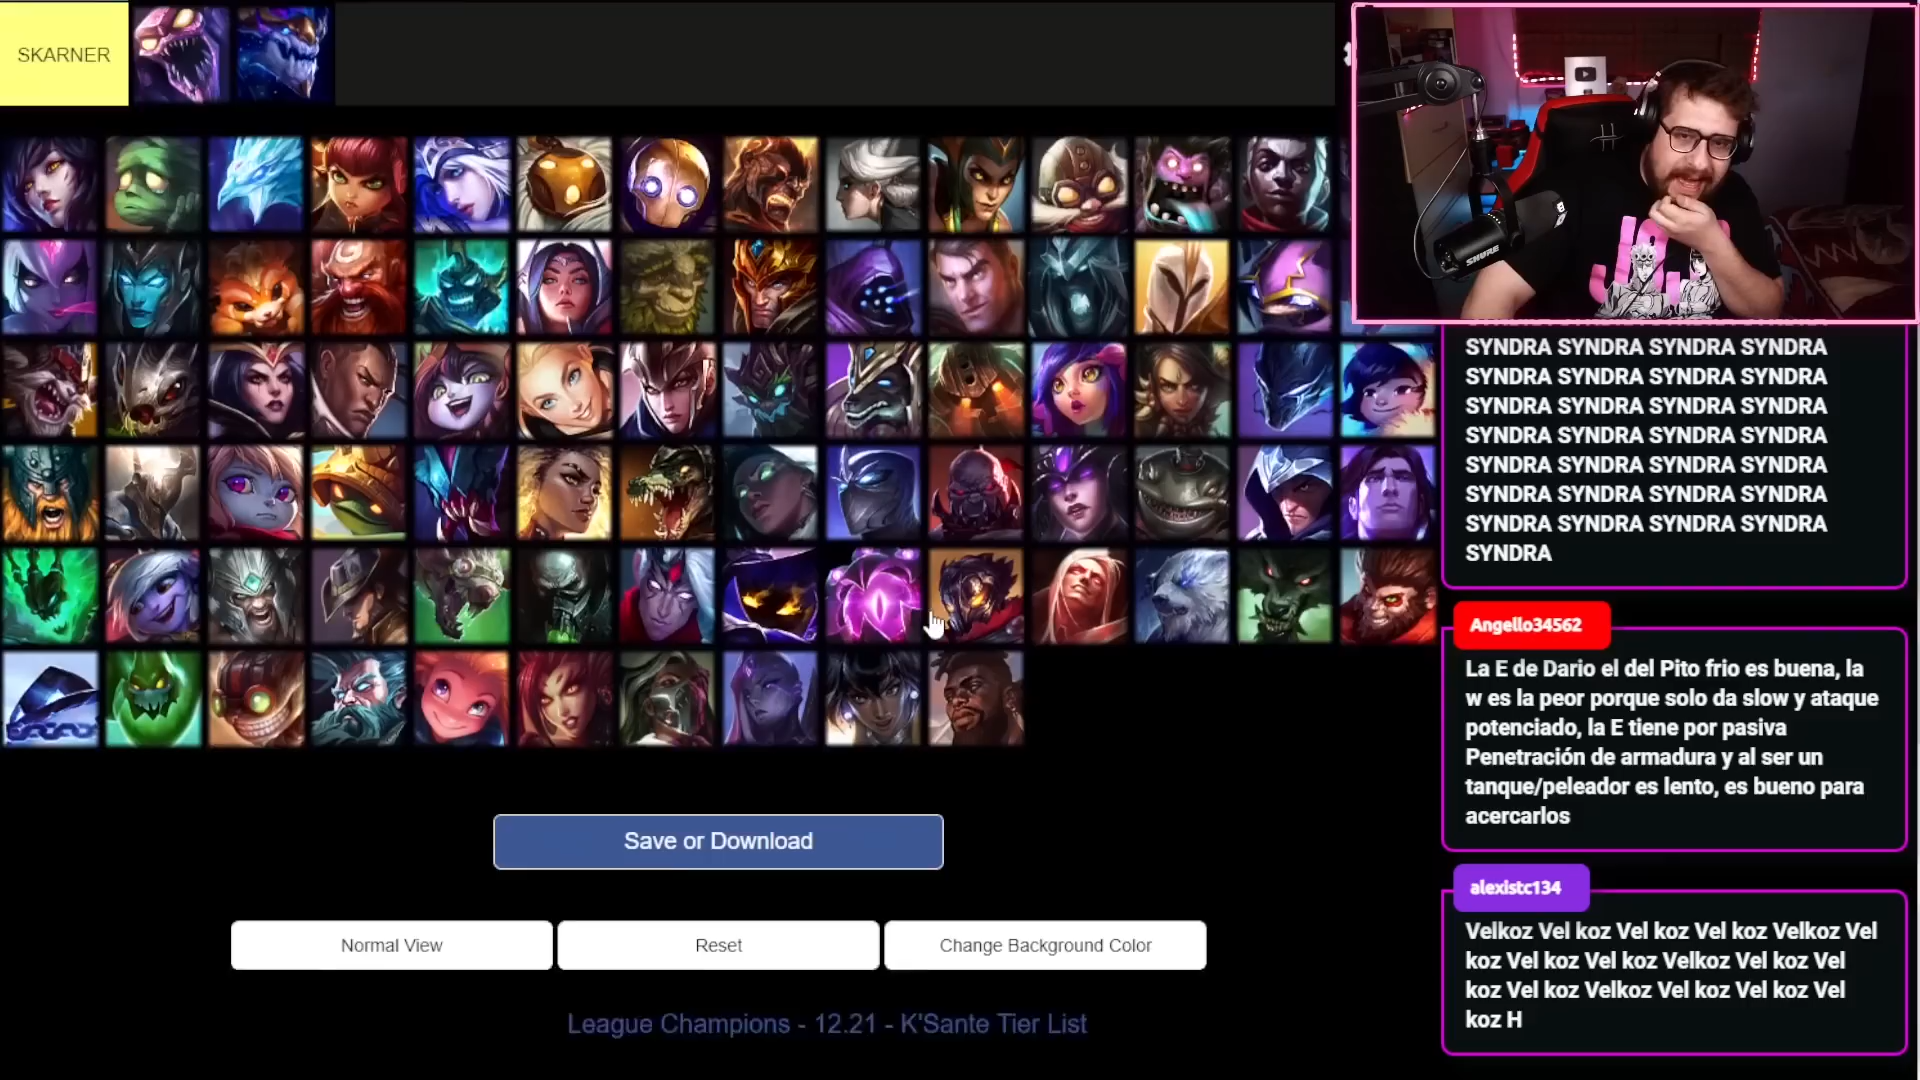 SKARNER
SYNDRA SYNDRA SYNDRA SYNDRA
SYNDRA SYNDRA SYNDRA SYNDRA
SYNDRA SYNDRA SYNDRA SYNDRA
SYNDRA SYNDRA SYNDRA SYNDRA
SYNDRA SYNDRA SYNDRA SYNDRA
SYNDRA SYNDRA SYNDRA SYNDRA
SYNDRA SYNDRA SYNDRA SYNDRA
SYNDRA
Angello34562
La E de Dario el del Pito frio es buena, la
w es la peor porque solo da slow y ataque
potenciado, la E tiene por pasiva
Penetración de armadura y al ser un
tanque/peleador es lento, es bueno para
acercarlos
alexistc134
Velkoz Vel koz Vel koz Vel koz Velkoz Vel
koz Vel koz Vel koz Velkoz Vel koz Vel
koz Vel koz Velkoz Vel koz Vel koz Vel
koz H
SHURE
Save or Download
Normal View
Reset
Change Background Color
League Champions - 12.21 - K'Sante Tier List